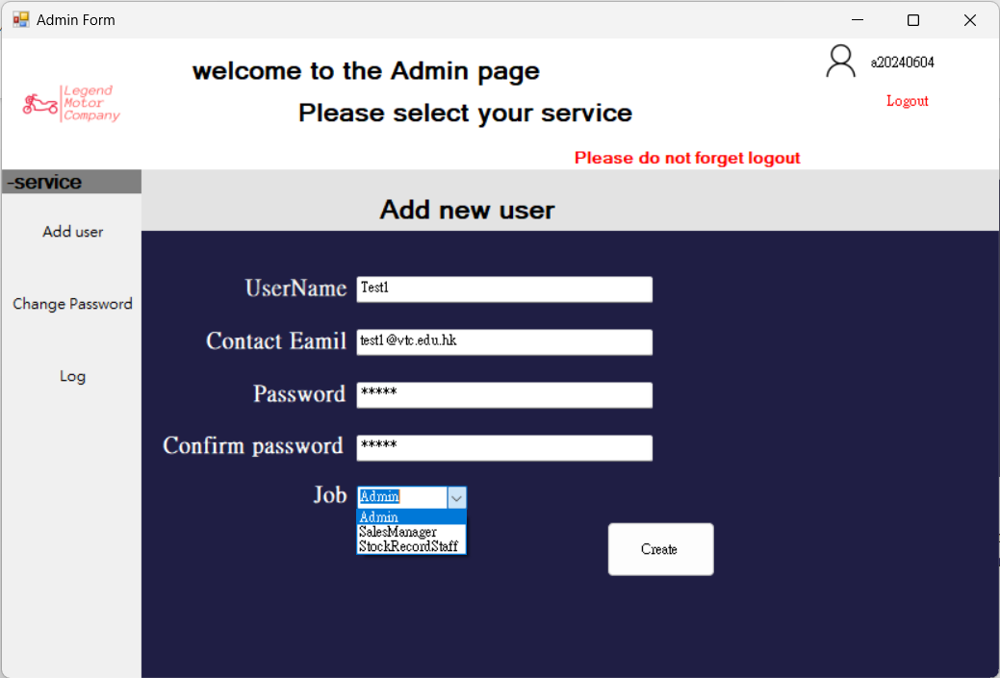 Admin Form
welcome to the Admin page
Please select your service
Please do not forget logout
a20240604
Logout
Legend
Motor
Company
-service
Add user
Change Password
Log
Add new user
UserName Test1
Contact Eamil test1@vtc.edu.hk
Password *****
Confirm password *****
Job Admin
Admin
SalesManager
StockRecordStaff
Create